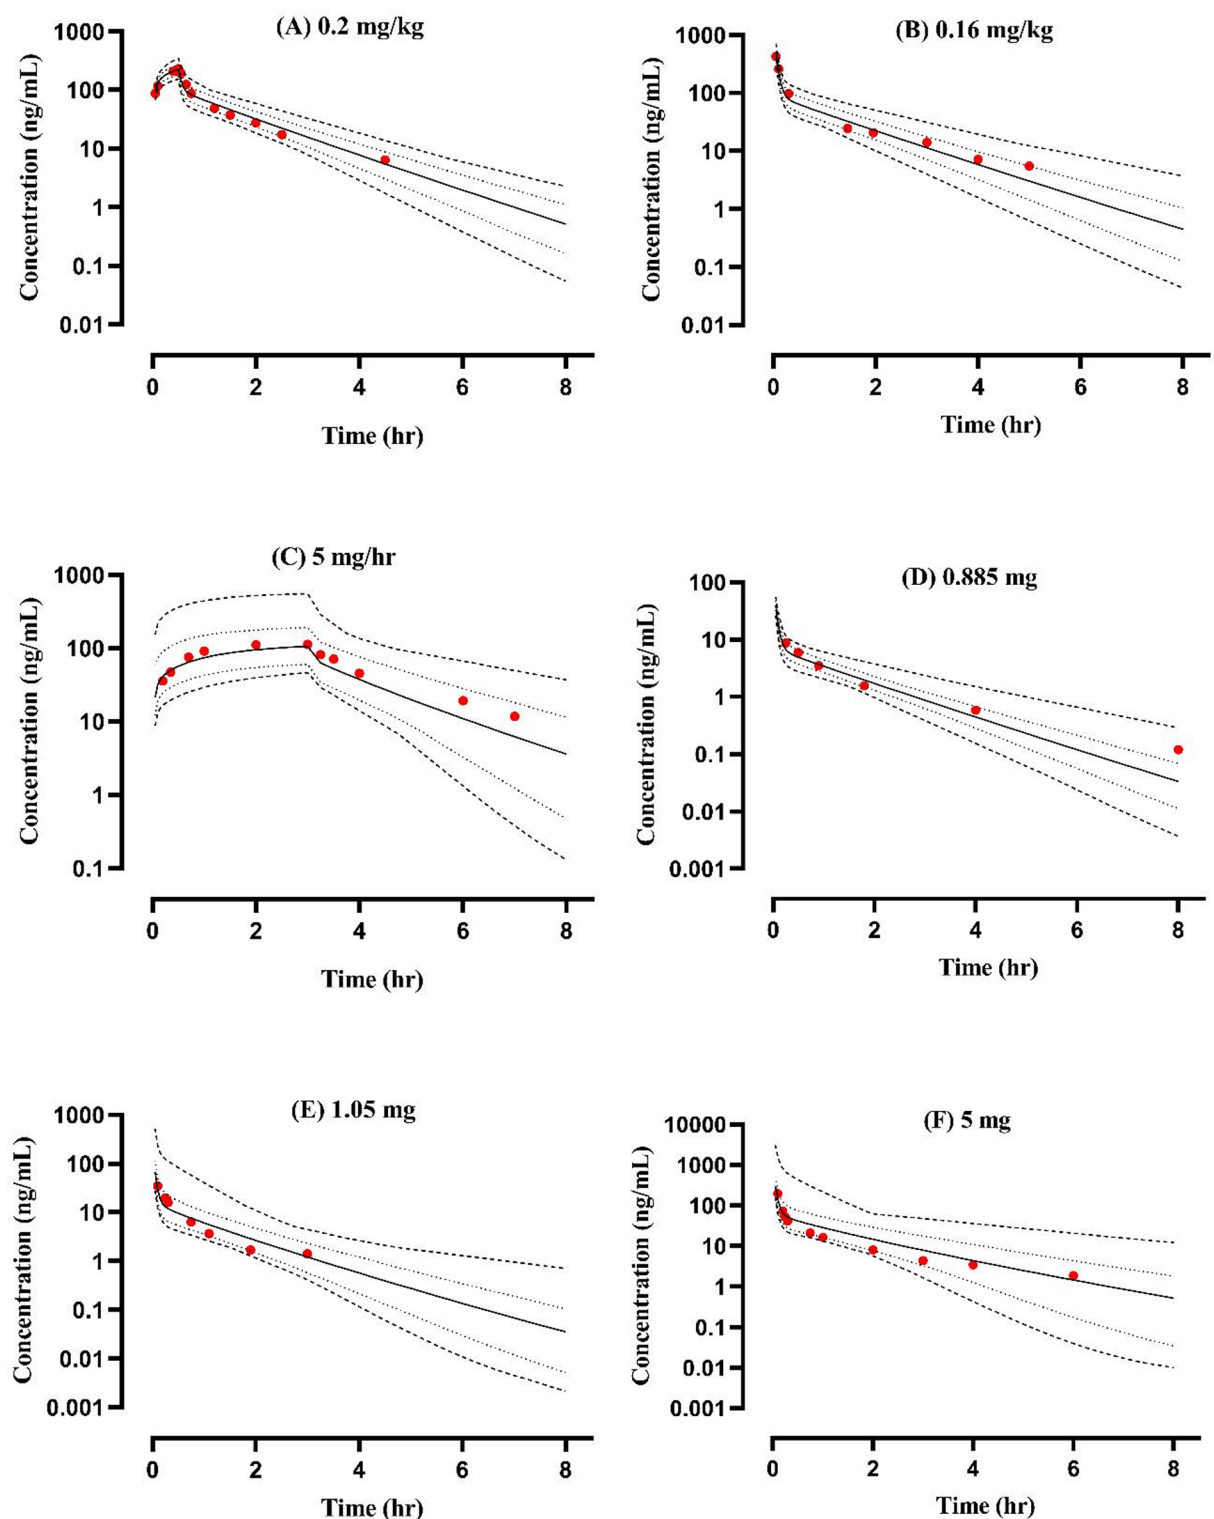 (A) 0.2 mg/kg
Concentration (ng/mL)
1000
100
10
1
0.1
0.01
0 2 4 6 8
Time (hr)
(B) 0.16 mg/kg
Concentration (ng/mL)
1000
100
10
1
0.1
0.01
0 2 4 6 8
Time (hr)
(C) 5 mg/hr
Concentration (ng/mL)
1000
100
10
1
0.1
0 2 4 6 8
Time (hr)
(D) 0.885 mg
Concentration (ng/mL)
100
10
1
0.1
0.01
0.001
0 2 4 6 8
Time (hr)
(E) 1.05 mg
Concentration (ng/mL)
1000
100
10
1
0.1
0.01
0.001
0 2 4 6 8
Time (hr)
(F) 5 mg
Concentration (ng/mL)
10000
1000
100
10
1
0.1
0.01
0.001
0 2 4 6 8
Time (hr)